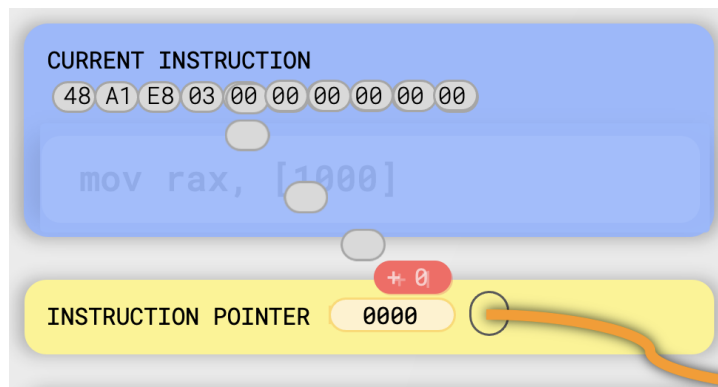 CURRENT INSTRUCTION
48 A1 E8 03 00 00 00 00 00 00
mov rax, [1000]
+ 0
INSTRUCTION POINTER 0000